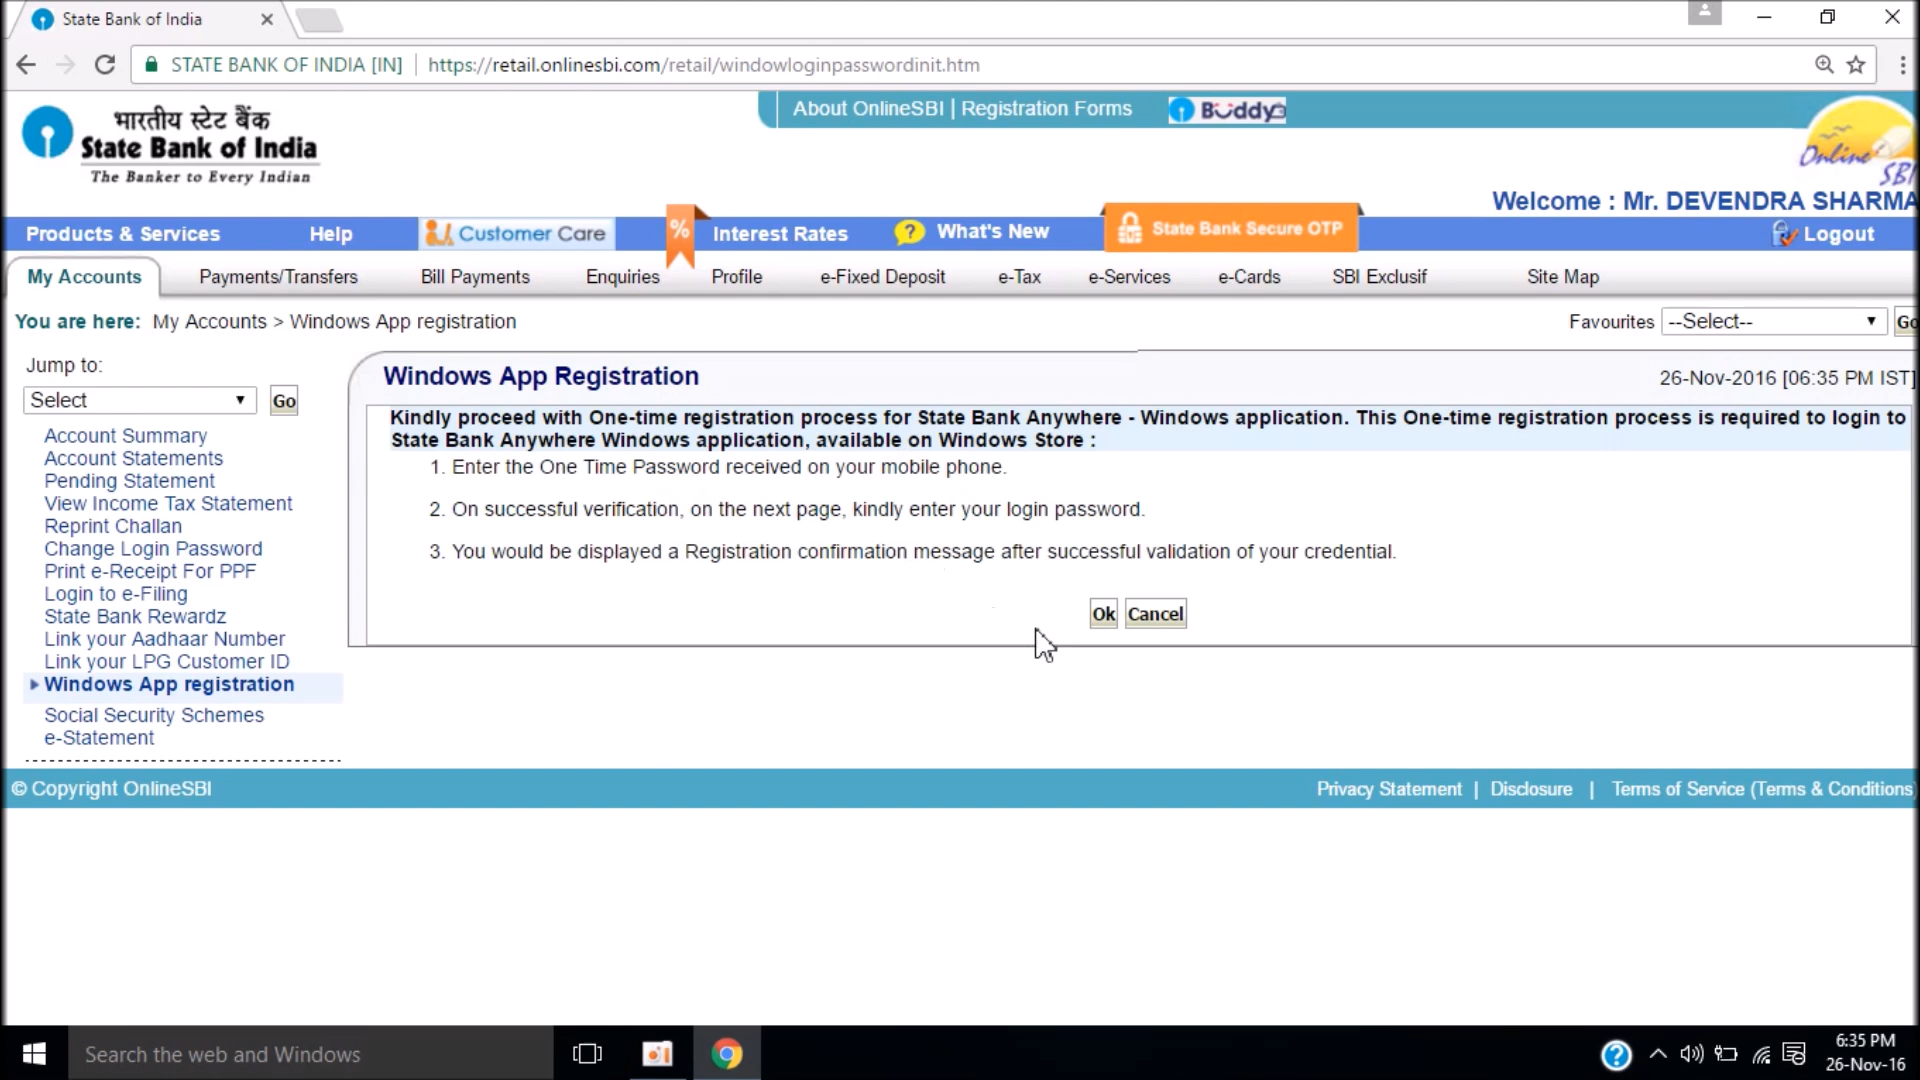 State Bank of India
STATE BANK OF INDIA [IN] https://retail.onlinesbi.com/retail/windowloginpasswordinit.htm
About OnlineSBI | Registration Forms Buddy
भारतीय स्टेट बैंक
State Bank of India
The Banker to Every Indian
Online SBI
Welcome : Mr. DEVENDRA SHARMA
Products & Services Help Customer Care % Interest Rates ? What's New State Bank Secure OTP Logout
My Accounts Payments/Transfers Bill Payments Enquiries Profile e-Fixed Deposit e-Tax e-Services e-Cards SBI Exclusif Site Map
You are here: My Accounts > Windows App registration Favourites --Select-- Go
Jump to:
Select Go
Account Summary
Account Statements
Pending Statement
View Income Tax Statement
Reprint Challan
Change Login Password
Print e-Receipt For PPF
Login to e-Filing
State Bank Rewardz
Link your Aadhaar Number
Link your LPG Customer ID
Windows App registration
Social Security Schemes
e-Statement
Windows App Registration 26-Nov-2016 [06:35 PM IST]
Kindly proceed with One-time registration process for State Bank Anywhere - Windows application. This One-time registration process is required to login to
State Bank Anywhere Windows application, available on Windows Store :
1. Enter the One Time Password received on your mobile phone.
2. On successful verification, on the next page, kindly enter your login password.
3. You would be displayed a Registration confirmation message after successful validation of your credential.
Ok Cancel
© Copyright OnlineSBI Privacy Statement | Disclosure | Terms of Service (Terms & Conditions
Search the web and Windows ? 6:35 PM
26-Nov-16